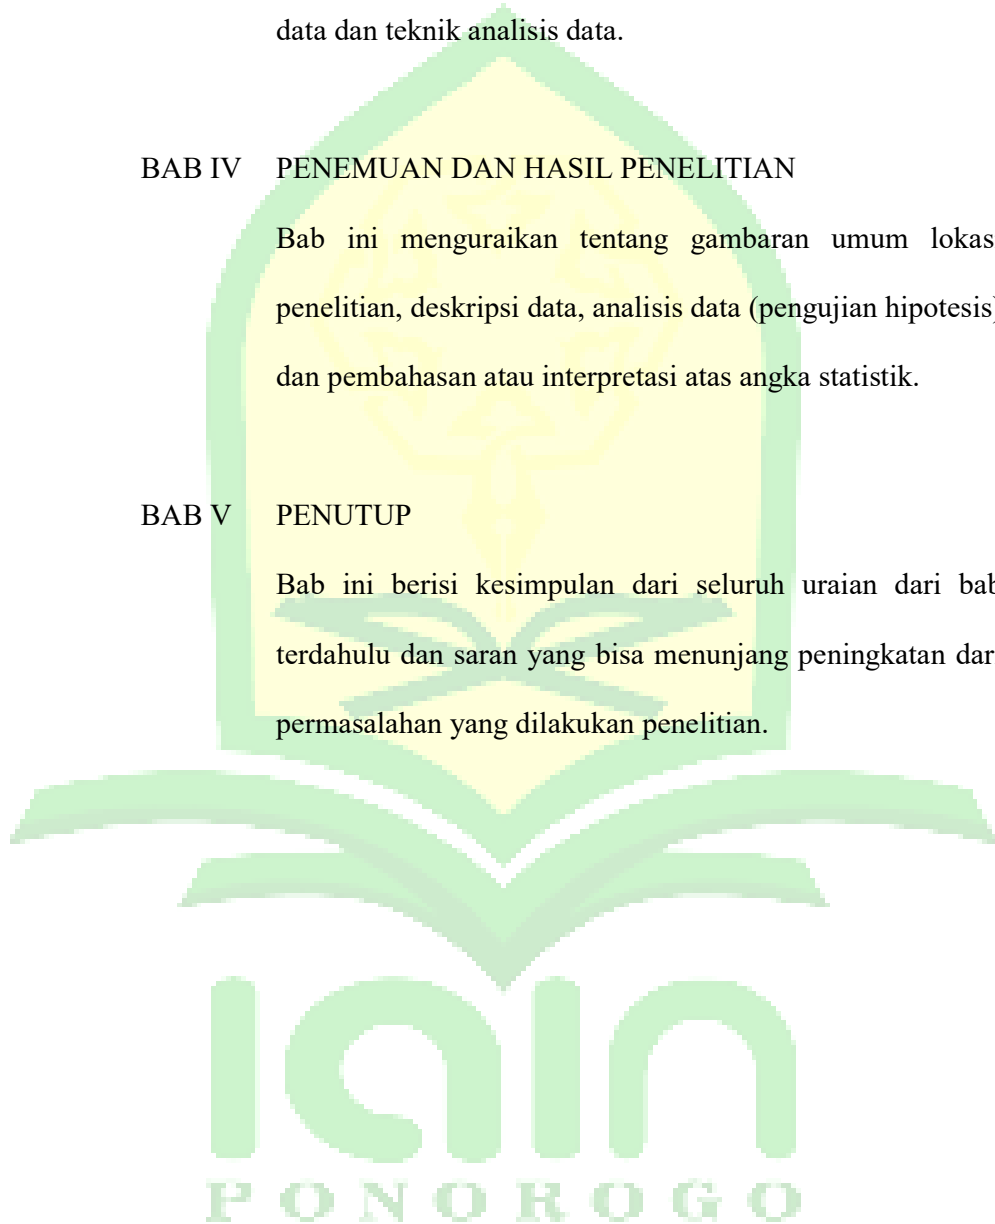 data dan teknik analisis data.
BAB IV PENEMUAN DAN HASIL PENELITIAN
Bab ini menguraikan tentang gambaran umum lokas
penelitian, deskripsi data, analisis data (pengujian hipotesis)
dan pembahasan atau interpretasi atas angka statistik.
BAB V PENUTUP
Bab ini berisi kesimpulan dari seluruh uraian dari bab
terdahulu dan saran yang bisa menunjang peningkatan dar
permasalahan yang dilakukan penelitian.
iain
PONOROGO